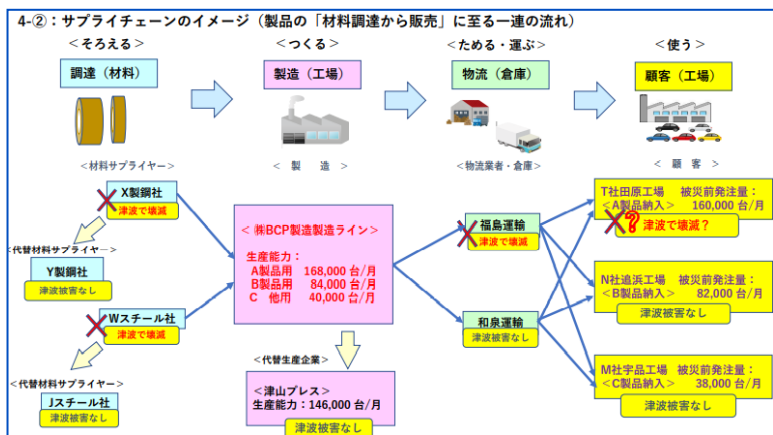 4-②：サプライチェーンのイメージ（製品の「材料調達から販売」に至る一連の流れ）
＜そろえる＞
＜つくる＞
＜ためる・運ぶ＞
＜使う＞
調達（材料）
製造（工場）
物流（倉庫）
顧客（工場）
＜材料サプライヤー＞
＜製　造＞
＜物流業者・倉庫＞
＜顧　客＞
X製鋼社
津波で壊滅
＜代替材料サプライヤー＞
Y製鋼社
津波被害なし
Wスチール社
津波で壊滅
＜代替材料サプライヤー＞
Jスチール社
津波被害なし
＜㈱BCP製造製造ライン＞
生産能力：
A製品用　168,000 台/月
B製品用　84,000 台/月
C　他用　40,000 台/月
＜代替生産企業＞
＜津山プレス＞
生産能力：146,000 台/月
津波被害なし
福島運輸
津波で壊滅
和泉運輸
津波被害なし
T社田原工場　被災前発注量：
＜A製品納入＞　160,000 台/月
？ 津波で壊滅？
N社追浜工場　被災前発注量：
＜B製品納入＞　82,000 台/月
津波被害なし
M社宇品工場　被災前発注量：
＜C製品納入＞　38,000 台/月
津波被害なし